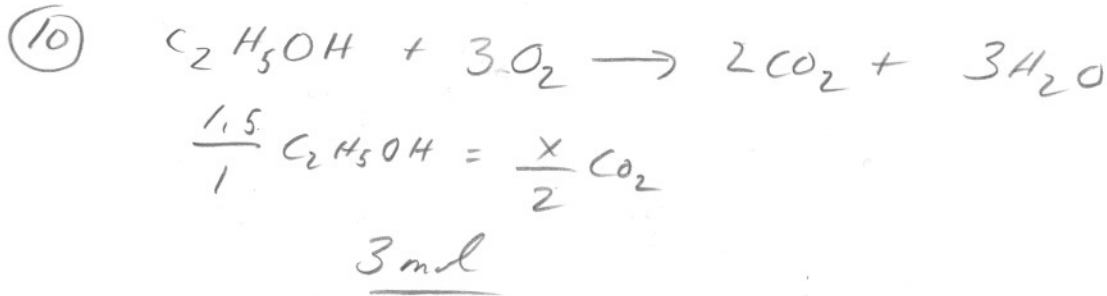 10 C₂H₅OH + 3O₂ → 2CO₂ + 3H₂O
1,5/1 C₂H₅OH = x/2 CO₂
3 mol